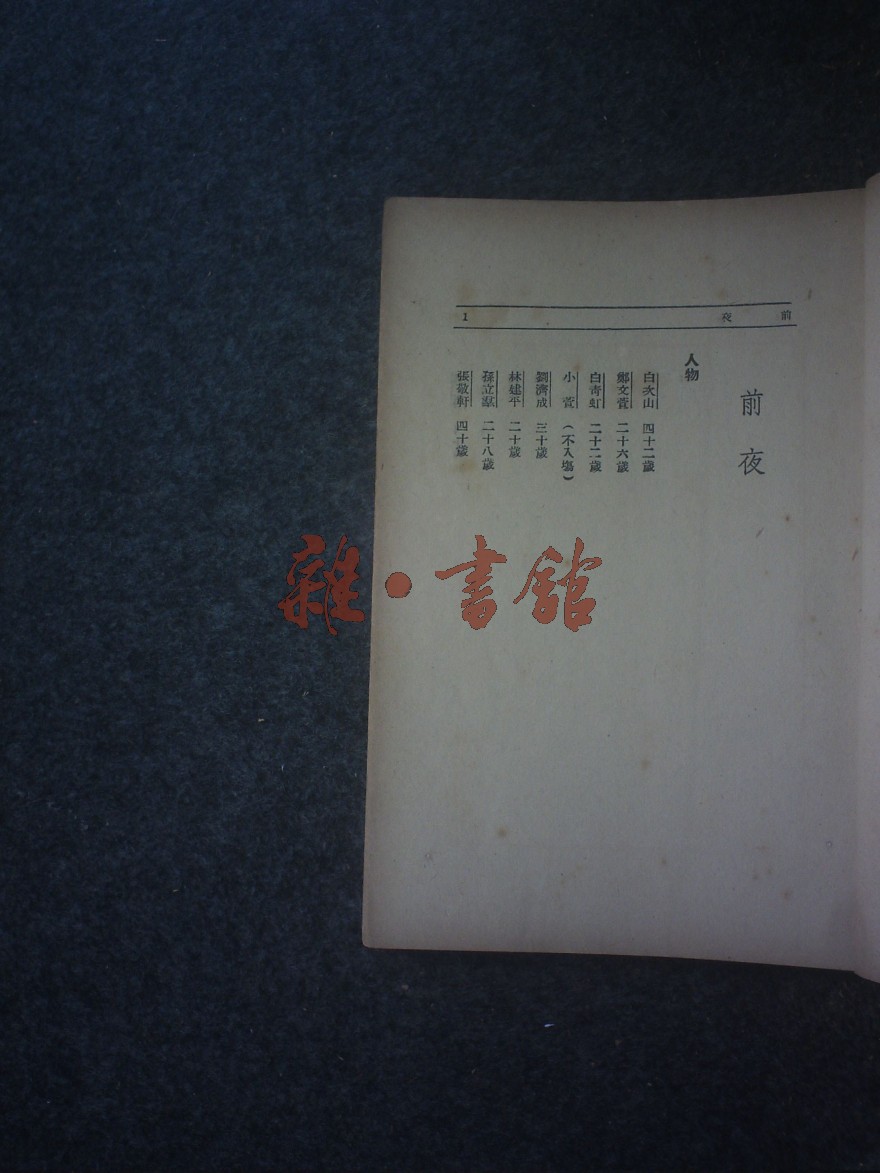 前夜
1
前夜
人物
白次山 四十二歲
鄭文萱 二十六歲
白靑虹 二十二歲
小萱 (不入場)
劉濟成 三十歲
林建平 二十歲
孫立羣 二十八歲
張敬軒 四十歲
雜·書館